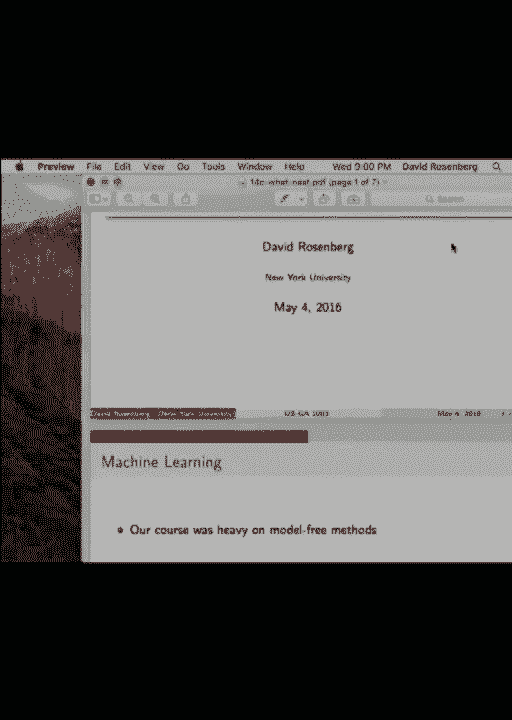 Preview File Edit View Go Tools Window Help Wed 9:00 PM David Rosenberg
14c-what-next.pdf (page 1 of 7)
Search
David Rosenberg
New York University
May 4, 2016
David Rosenberg (New York University) DS-GA 1003 May 4, 2016
Machine Learning
Our course was heavy on model-free methods